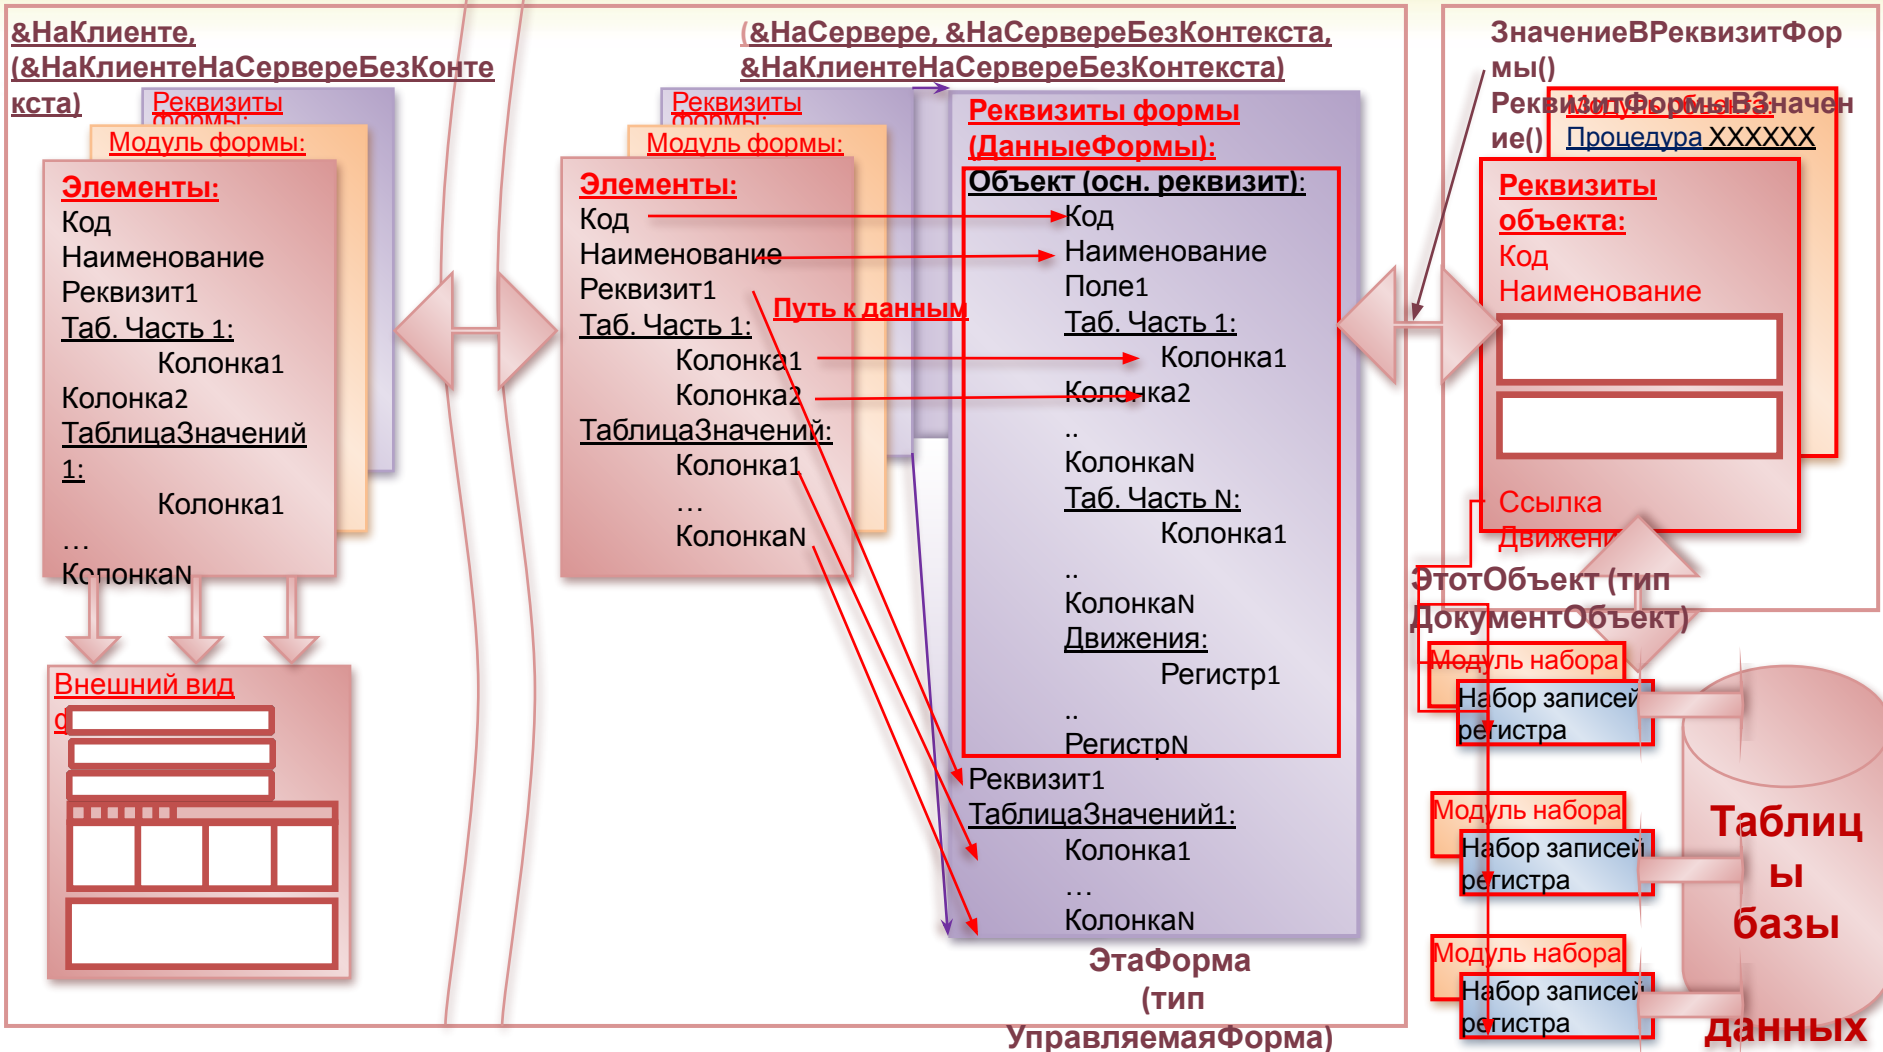 &НаКлиенте,
(&НаКлиентеНаСервереБезКонте
кста)
Реквизиты
формы:
Модуль формы:
Элементы:
Код
Наименование
Реквизит1
Таб. Часть 1:
Колонка1
Колонка2
ТаблицаЗначений
1:
Колонка1
…
КолонкаN
Внешний вид
(&НаСервере, &НаСервереБезКонтекста,
&НаКлиентеНаСервереБезКонтекста)
Реквизиты
формы:
Модуль формы:
Элементы:
Код
Наименование
Реквизит1
Таб. Часть 1:
Колонка1
Колонка2
ТаблицаЗначений:
Колонка1
…
КолонкаN
Путь к данным
Реквизиты формы
(ДанныеФормы):
Объект (осн. реквизит):
Код
Наименование
Поле1
Таб. Часть 1:
Колонка1
Колонка2
..
КолонкаN
Таб. Часть N:
Колонка1
..
КолонкаN
Движения:
Регистр1
..
РегистрN
Реквизит1
ТаблицаЗначений1:
Колонка1
…
КолонкаN
ЭтаФорма
(тип
УправляемаяФорма)
ЗначениеВРеквизитФор
мы()
РеквизитФормыВЗначен
ие()
Модуль объекта:
Процедура XXXXXX
Реквизиты
объекта:
Код
Наименование
Ссылка
Движения
ЭтотОбъект (тип
ДокументОбъект)
Модуль набора
Набор записей
регистра
Модуль набора
Набор записей
регистра
Модуль набора
Набор записей
регистра
Таблиц
ы
базы
данных